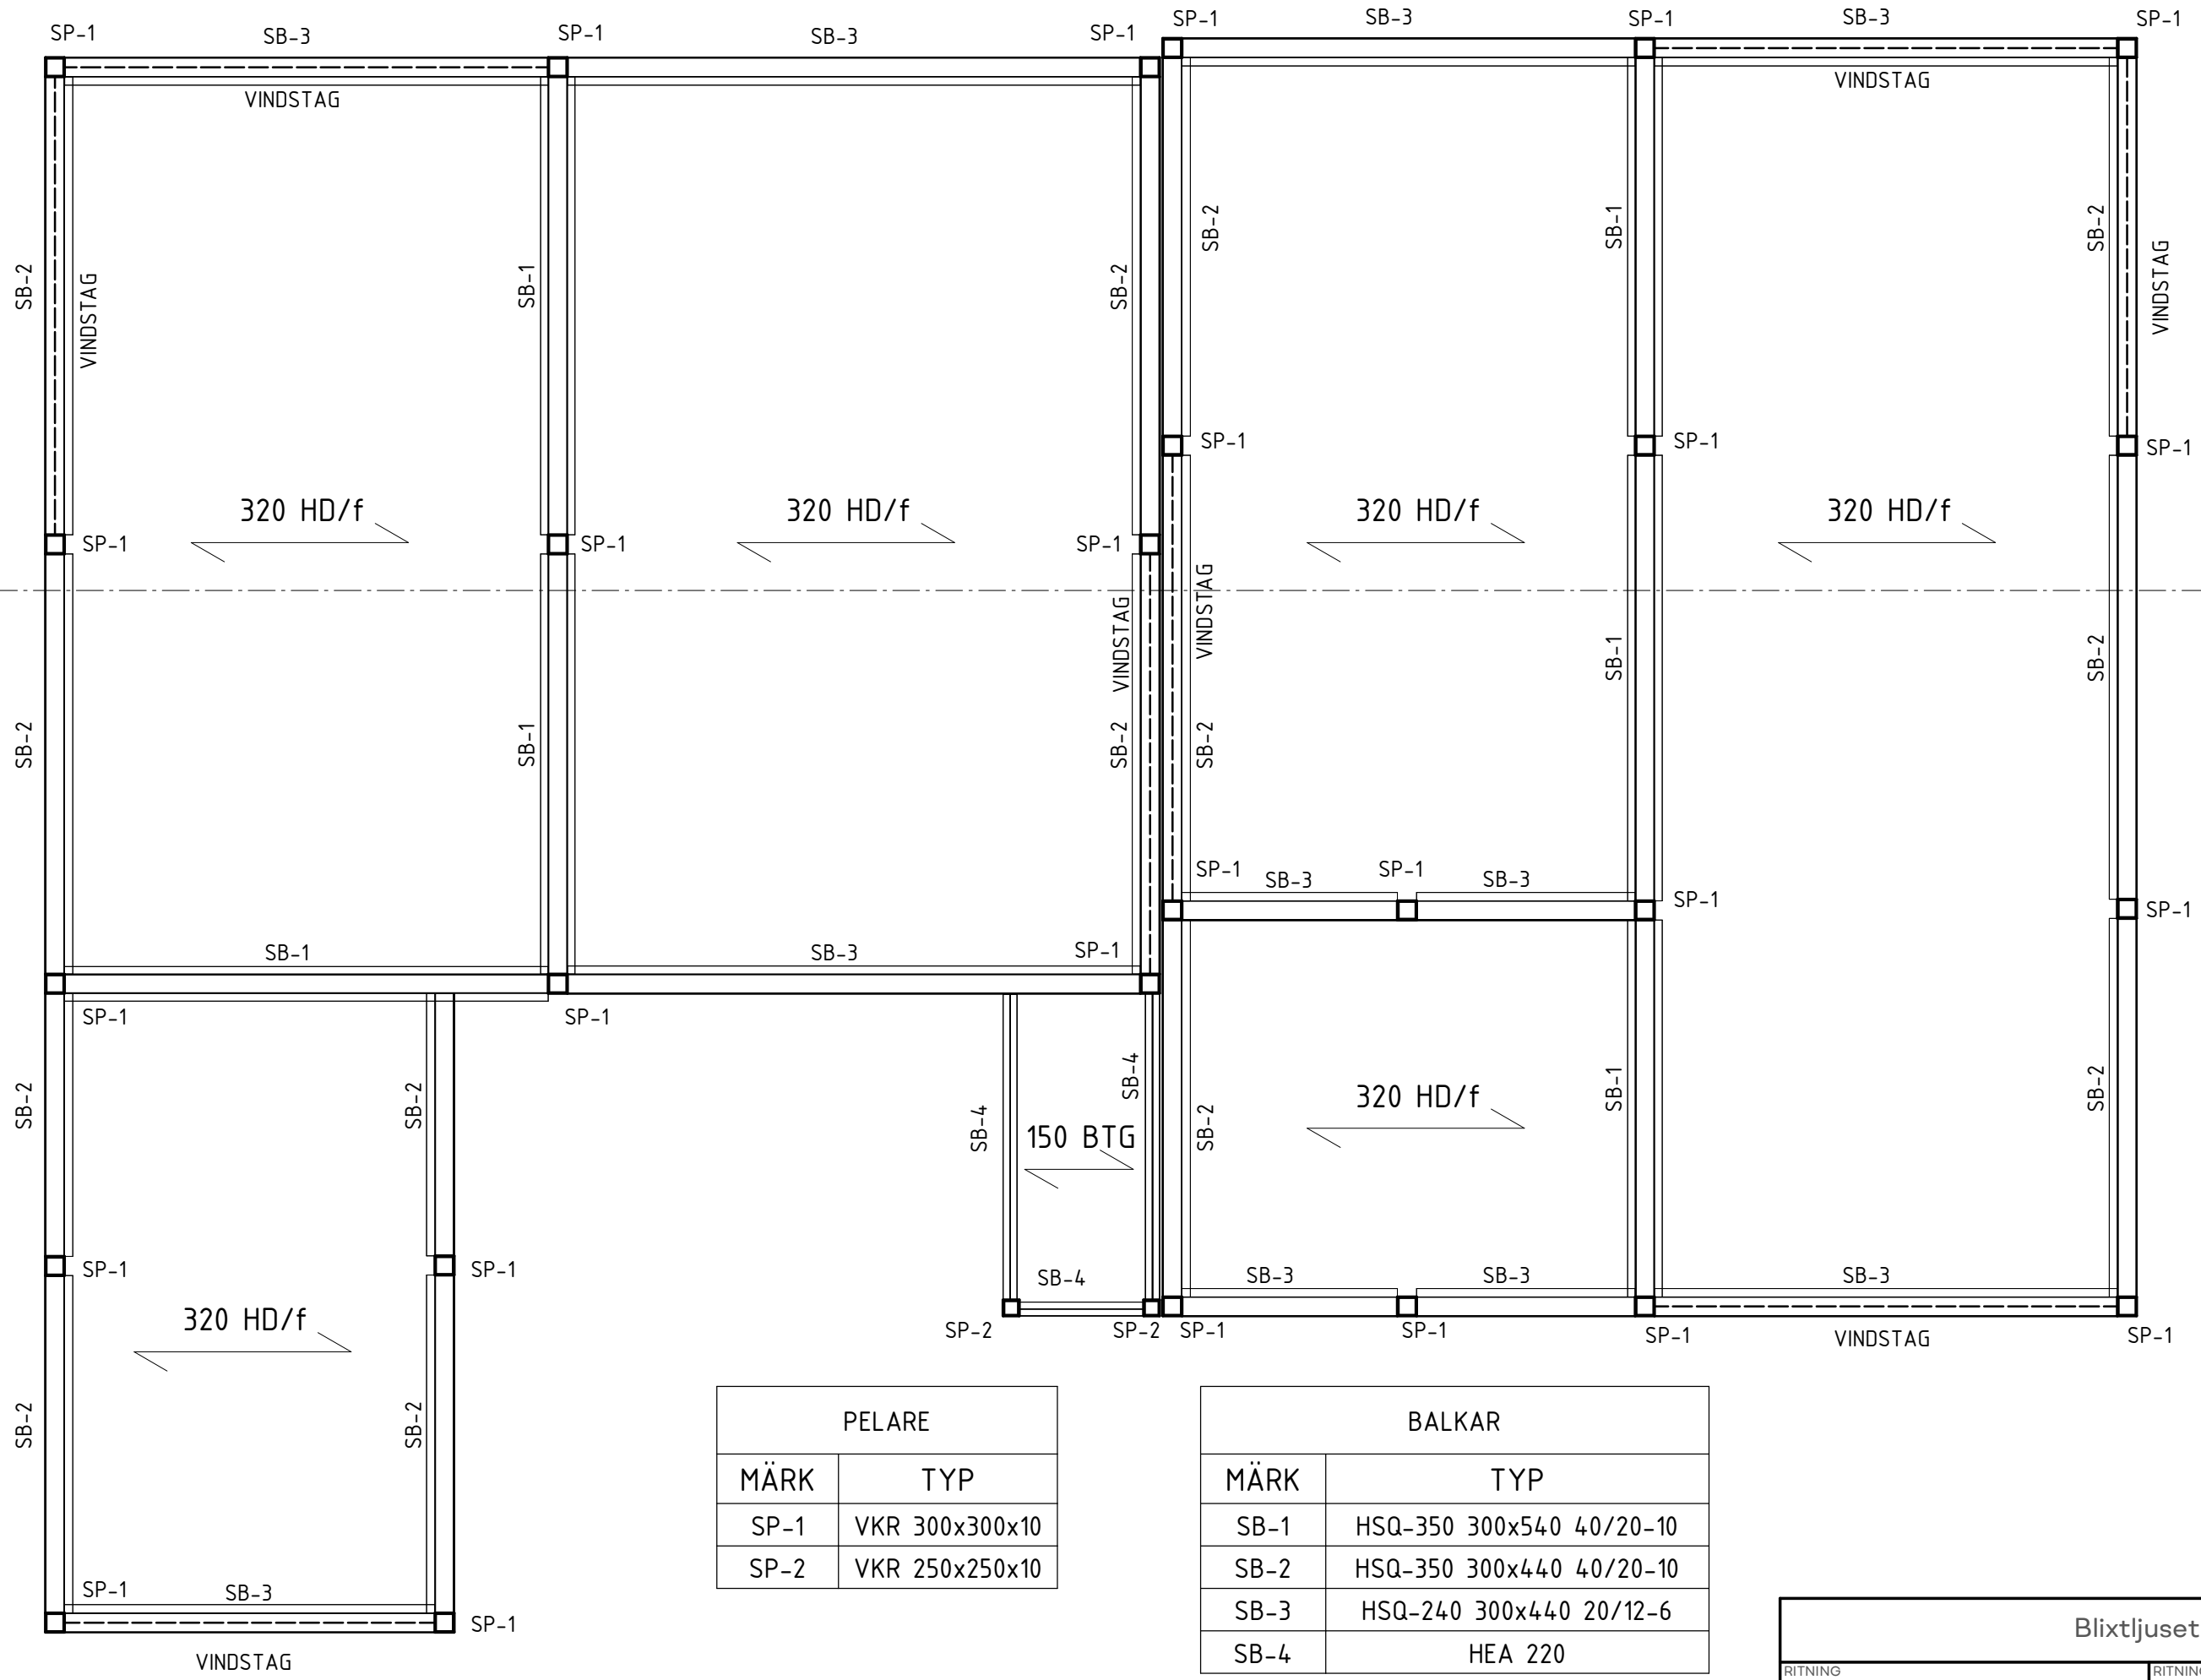 SP-1 SB-3 SP-1 SB-3 SP-1 SP-1 SB-3 SP-1 SB-3 SP-1
VINDSTAG VINDSTAG
SB-2 VINDSTAG SB-1 SB-2 SB-2 SB-1 SB-2 VINDSTAG
SP-1 SP-1 SP-1
320 HD/f 320 HD/f 320 HD/f 320 HD/f
SP-1 SP-1 SP-1
VINDSTAG VINDSTAG SB-1 SB-2
SB-2 SB-1 SB-2 SB-2
SP-1 SB-3 SP-1 SB-3 SP-1 SP-1
SB-1 SB-3 SP-1
SP-1 SP-1
SB-2 SB-2 SB-4 SB-4 SB-2 320 HD/f SB-1 SB-2
150 BTG
SP-1 SP-1 SB-4 SB-3 SB-3 SB-3
320 HD/f SP-2 SP-2 SP-1 SP-1 SP-1 VINDSTAG SP-1
SB-2 SB-2
SP-1 SB-3
SP-1
VINDSTAG
PELARE
MÄRK TYP
SP-1 VKR 300x300x10
SP-2 VKR 250x250x10
BALKAR
MÄRK TYP
SB-1 HSQ-350 300x540 40/20-10
SB-2 HSQ-350 300x440 40/20-10
SB-3 HSQ-240 300x440 20/12-6
SB-4 HEA 220
Blixtljuset
RITNING